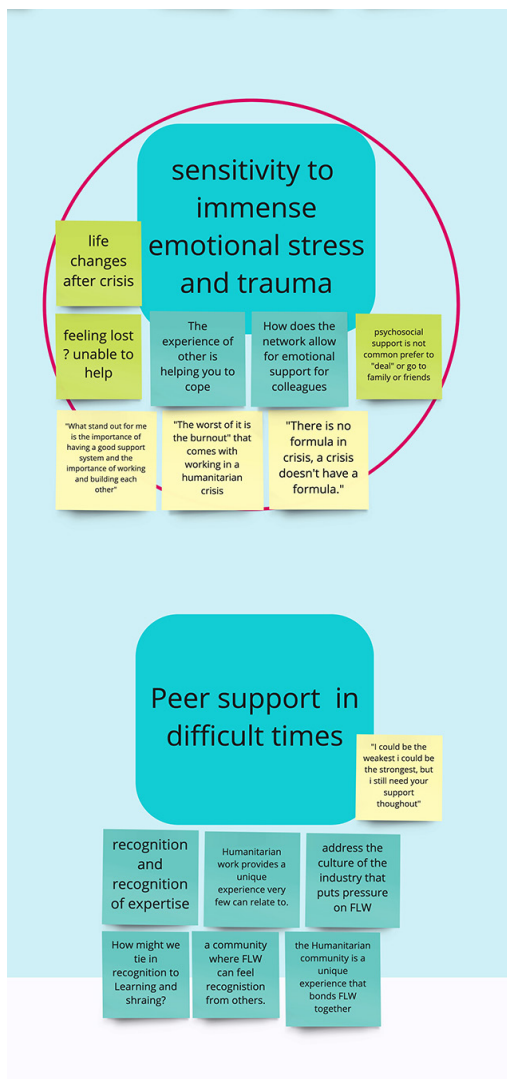 sensitivity to
immense
emotional stress
and trauma
life
changes
after crisis
feeling lost
? unable to
help
The
experience of
other is
helping you to
cope
How does the
network allow
for emotional
support for
colleagues
psychosocial
support is not
common prefer to
"deal" or go to
family or friends
"What stand out for me
is the importance of
having a good support
system and the
importance of working
and building each
other"
"The worst of it is
the burnout" that
comes with
working in a
humanitarian
crisis
"There is no
formula in
crisis, a crisis
doesn't have a
formula."
Peer support in
difficult times
"I could be the
weakest i could be
the strongest, but
i still need your
support
thoughout"
recognition
and
recognition
of expertise
Humanitarian
work provides a
unique
experience very
few can relate to.
address the
culture of the
industry that
puts pressure
on FLW
How might we
tie in
recognition to
Learning and
shraing?
a community
where FLW
can feel
recognistion
from others.
the Humanitarian
community is a
unique
experience that
bonds FLW
together